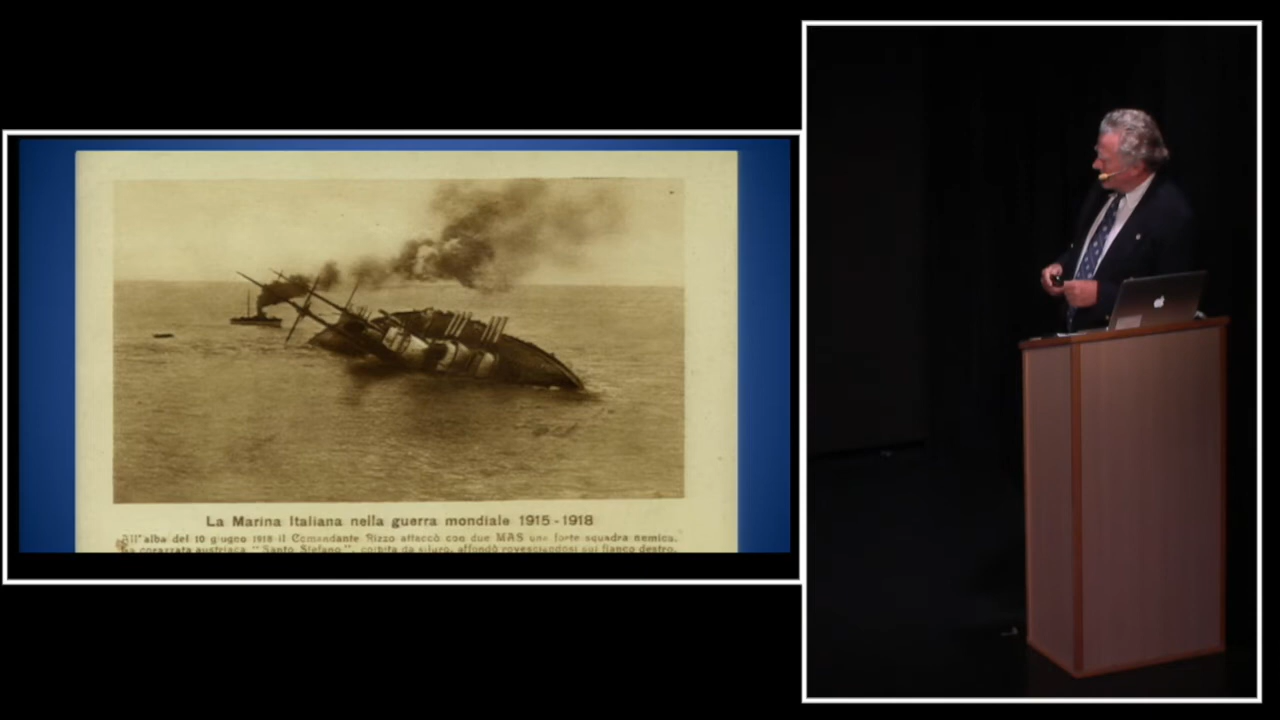 La Marina Italiana nella guerra mondiale 1915-1918
All'alba del 10 giugno 1918 il Comandante Rizzo attaccò con due MAS una forte squadra nemica.
La corazzata austriaca "Santo Stefano", colpita da siluro, affondò rovesciandosi sul fianco destro.